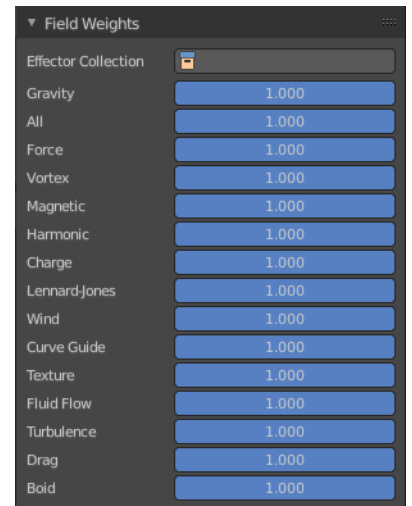 Field Weights
Effector Collection
Gravity 1.000
All 1.000
Force 1.000
Vortex 1.000
Magnetic 1.000
Harmonic 1.000
Charge 1.000
Lennard-Jones 1.000
Wind 1.000
Curve Guide 1.000
Texture 1.000
Fluid Flow 1.000
Turbulence 1.000
Drag 1.000
Boid 1.000